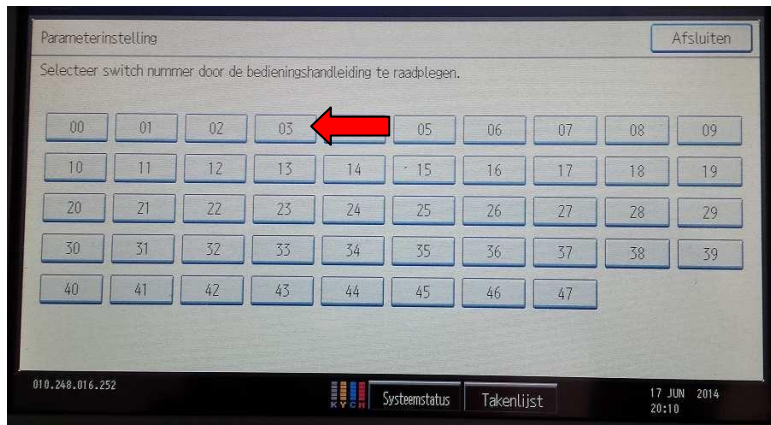 Parameterinstelling Afsluiten
Selecteer switch nummer door de bedieningshandleiding te raadplegen.
00 01 02 03 05 06 07 08 09
10 11 12 13 14 15 16 17 18 19
20 21 22 23 24 25 26 27 28 29
30 31 32 33 34 35 36 37 38 39
40 41 42 43 44 45 46 47
010.248.016.252 KYCM Systeemstatus Takenlijst 17 JUN 2014
20:10